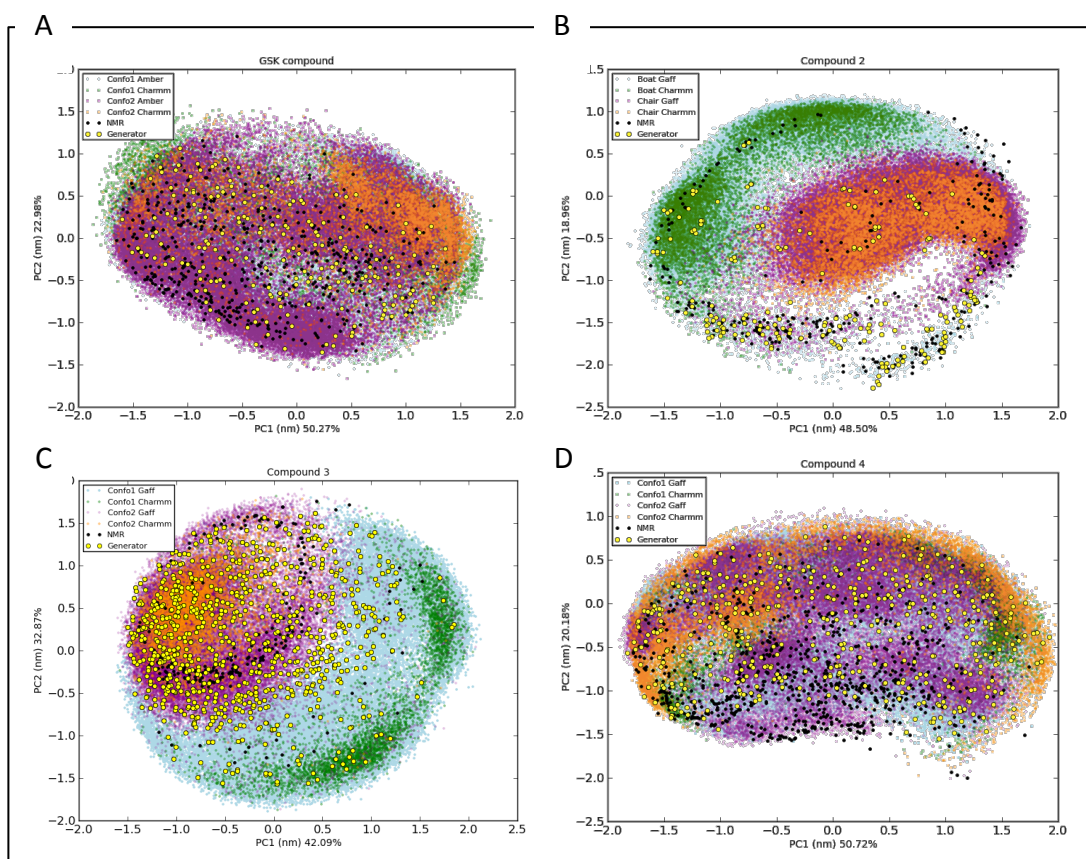 A
GSK compound
Confo1 Amber
Confo1 Charmm
Confo2 Amber
Confo2 Charmm
NMR
Generator
1.5
1.0
0.5
0.0
−0.5
−1.0
−1.5
−2.0
PC2 (nm) 22.98%
−2.0 −1.5 −1.0 −0.5 0.0 0.5 1.0 1.5 2.0
PC1 (nm) 50.27%
B
Compound 2
Boat Gaff
Boat Charmm
Chair Gaff
Chair Charmm
NMR
Generator
1.5
1.0
0.5
0.0
−0.5
−1.0
−1.5
−2.0
−2.5
PC2 (nm) 18.96%
−2.0 −1.5 −1.0 −0.5 0.0 0.5 1.0 1.5 2.0
PC1 (nm) 48.50%
C
Compound 3
Confo1 Gaff
Confo1 Charmm
Confo2 Gaff
Confo2 Charmm
NMR
Generator
1.5
1.0
0.5
0.0
−0.5
−1.0
−1.5
−2.0
PC2 (nm) 32.87%
−2.0 −1.5 −1.0 −0.5 0.0 0.5 1.0 1.5 2.0 2.5
PC1 (nm) 42.09%
D
Compound 4
Confo1 Gaff
Confo1 Charmm
Confo2 Gaff
Confo2 Charmm
NMR
Generator
1.0
0.5
0.0
−0.5
−1.0
−1.5
−2.0
−2.5
PC2 (nm) 20.18%
−2.0 −1.5 −1.0 −0.5 0.0 0.5 1.0 1.5 2.0
PC1 (nm) 50.72%